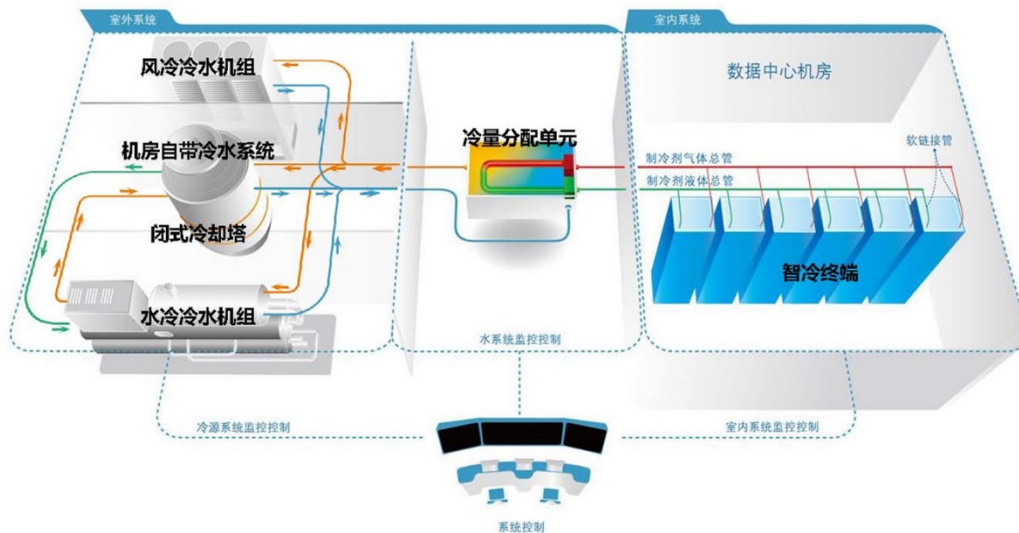 室外系统
室内系统
风冷冷水机组
数据中心机房
冷量分配单元
软链接管
机房自带冷水系统
制冷剂气体总管
制冷剂液体总管
闭式冷却塔
智冷终端
水冷冷水机组
水系统监控控制
冷源系统监控控制
室内系统监控控制
系统控制